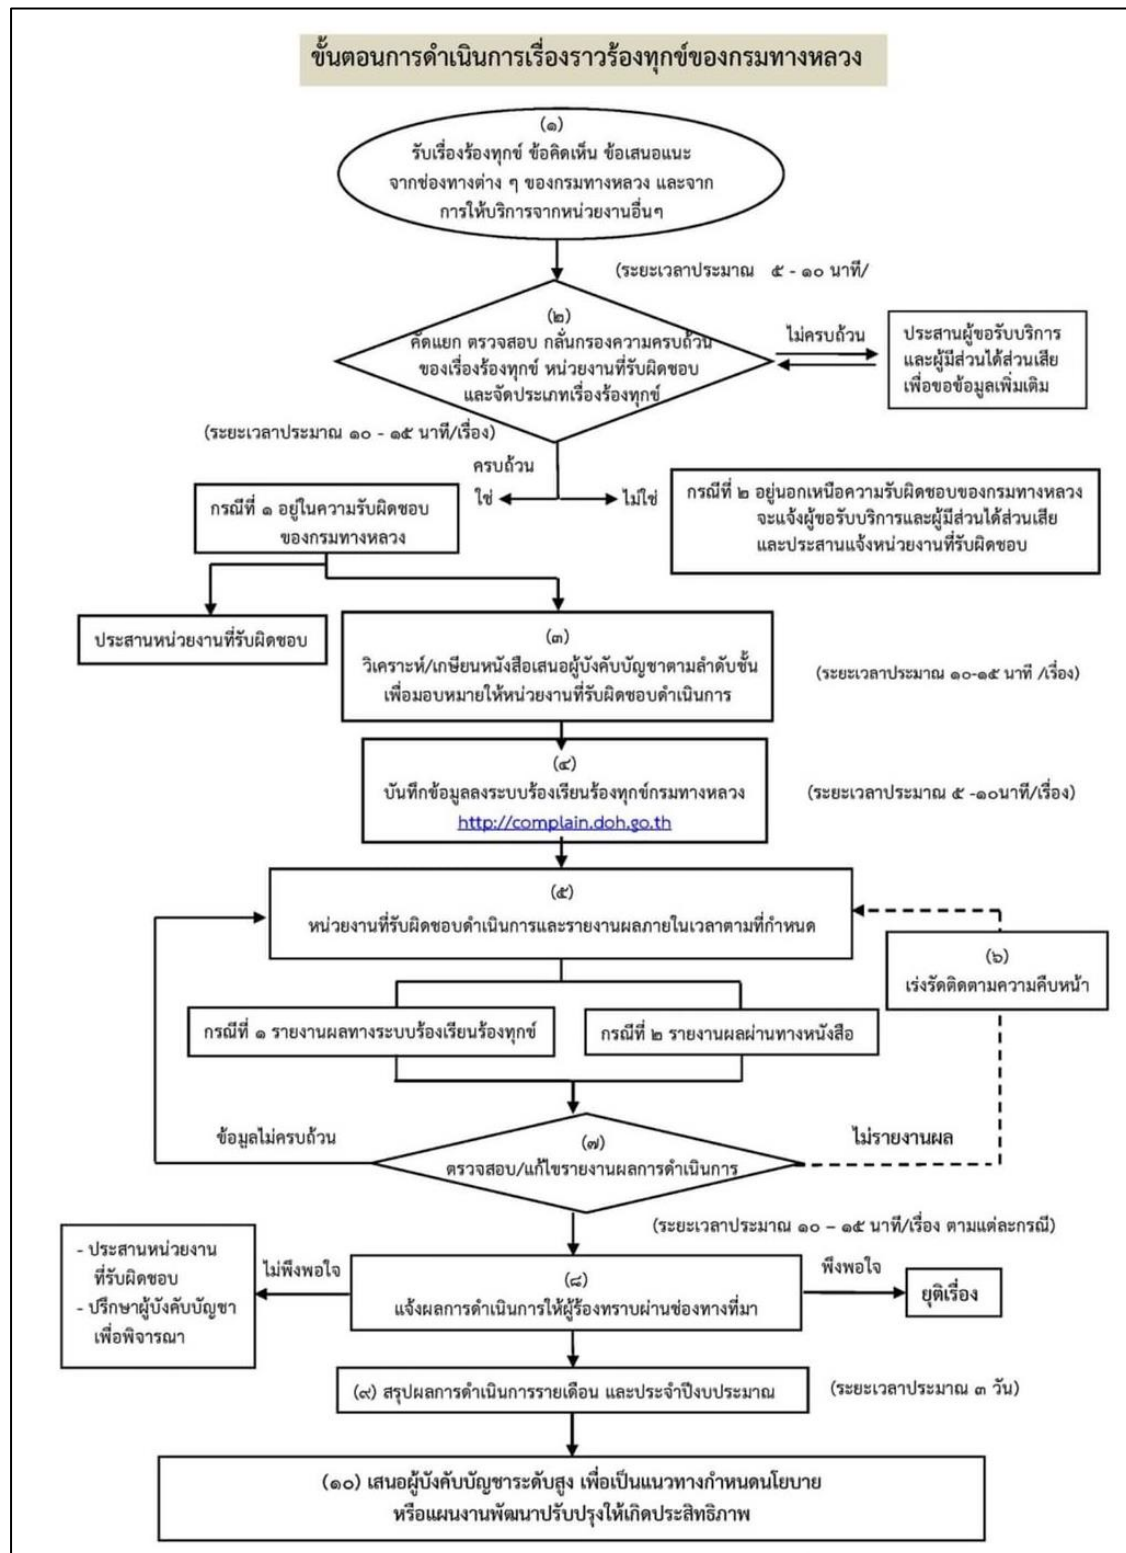 ขั้นตอนการดำเนินการเรื่องราวร้องทุกข์ของกรมทางหลวง
(๑)
รับเรื่องร้องทุกข์ ข้อคิดเห็น ข้อเสนอแนะ
จากช่องทางต่าง ๆ ของกรมทางหลวง และจาก
การให้บริการจากหน่วยงานอื่นๆ
(ระยะเวลาประมาณ ๕ - ๑๐ นาที/
(๒)
คัดแยก ตรวจสอบ กลั่นกรองความครบถ้วน
ของเรื่องร้องทุกข์ หน่วยงานที่รับผิดชอบ
และจัดประเภทเรื่องร้องทุกข์
ไม่ครบถ้วน
ประสานผู้ขอรับบริการ
และผู้มีส่วนได้ส่วนเสีย
เพื่อขอข้อมูลเพิ่มเติม
(ระยะเวลาประมาณ ๑๐ - ๑๕ นาที/เรื่อง)
ครบถ้วน
ใช่
ไม่ใช่
กรณีที่ ๑ อยู่ในความรับผิดชอบ
ของกรมทางหลวง
กรณีที่ ๒ อยู่นอกเหนือความรับผิดชอบของกรมทางหลวง
จะแจ้งผู้ขอรับบริการและผู้มีส่วนได้ส่วนเสีย
และประสานแจ้งหน่วยงานที่รับผิดชอบ
ประสานหน่วยงานที่รับผิดชอบ
(๓)
วิเคราะห์/เกษียนหนังสือเสนอผู้บังคับบัญชาตามลำดับชั้น
เพื่อมอบหมายให้หน่วยงานที่รับผิดชอบดำเนินการ
(ระยะเวลาประมาณ ๑๐-๑๕ นาที /เรื่อง)
(๔)
บันทึกข้อมูลลงระบบร้องเรียนร้องทุกข์กรมทางหลวง
http://complain.doh.go.th
(ระยะเวลาประมาณ ๕ -๑๐นาที/เรื่อง)
(๕)
หน่วยงานที่รับผิดชอบดำเนินการและรายงานผลภายในเวลาตามที่กำหนด
(๖)
เร่งรัดติดตามความคืบหน้า
กรณีที่ ๑ รายงานผลทางระบบร้องเรียนร้องทุกข์
กรณีที่ ๒ รายงานผลผ่านทางหนังสือ
ข้อมูลไม่ครบถ้วน
(๗)
ตรวจสอบ/แก้ไขรายงานผลการดำเนินการ
ไม่รายงานผล
(ระยะเวลาประมาณ ๑๐ – ๑๕ นาที/เรื่อง ตามแต่ละกรณี)
- ประสานหน่วยงาน
ที่รับผิดชอบ
- ปรึกษาผู้บังคับบัญชา
เพื่อพิจารณา
ไม่พึงพอใจ
(๘)
แจ้งผลการดำเนินการให้ผู้ร้องทราบผ่านช่องทางที่มา
พึงพอใจ
ยุติเรื่อง
(๙) สรุปผลการดำเนินการรายเดือน และประจำปีงบประมาณ
(ระยะเวลาประมาณ ๓ วัน)
(๑๐) เสนอผู้บังคับบัญชาระดับสูง เพื่อเป็นแนวทางกำหนดนโยบาย
หรือแผนงานพัฒนาปรับปรุงให้เกิดประสิทธิภาพ